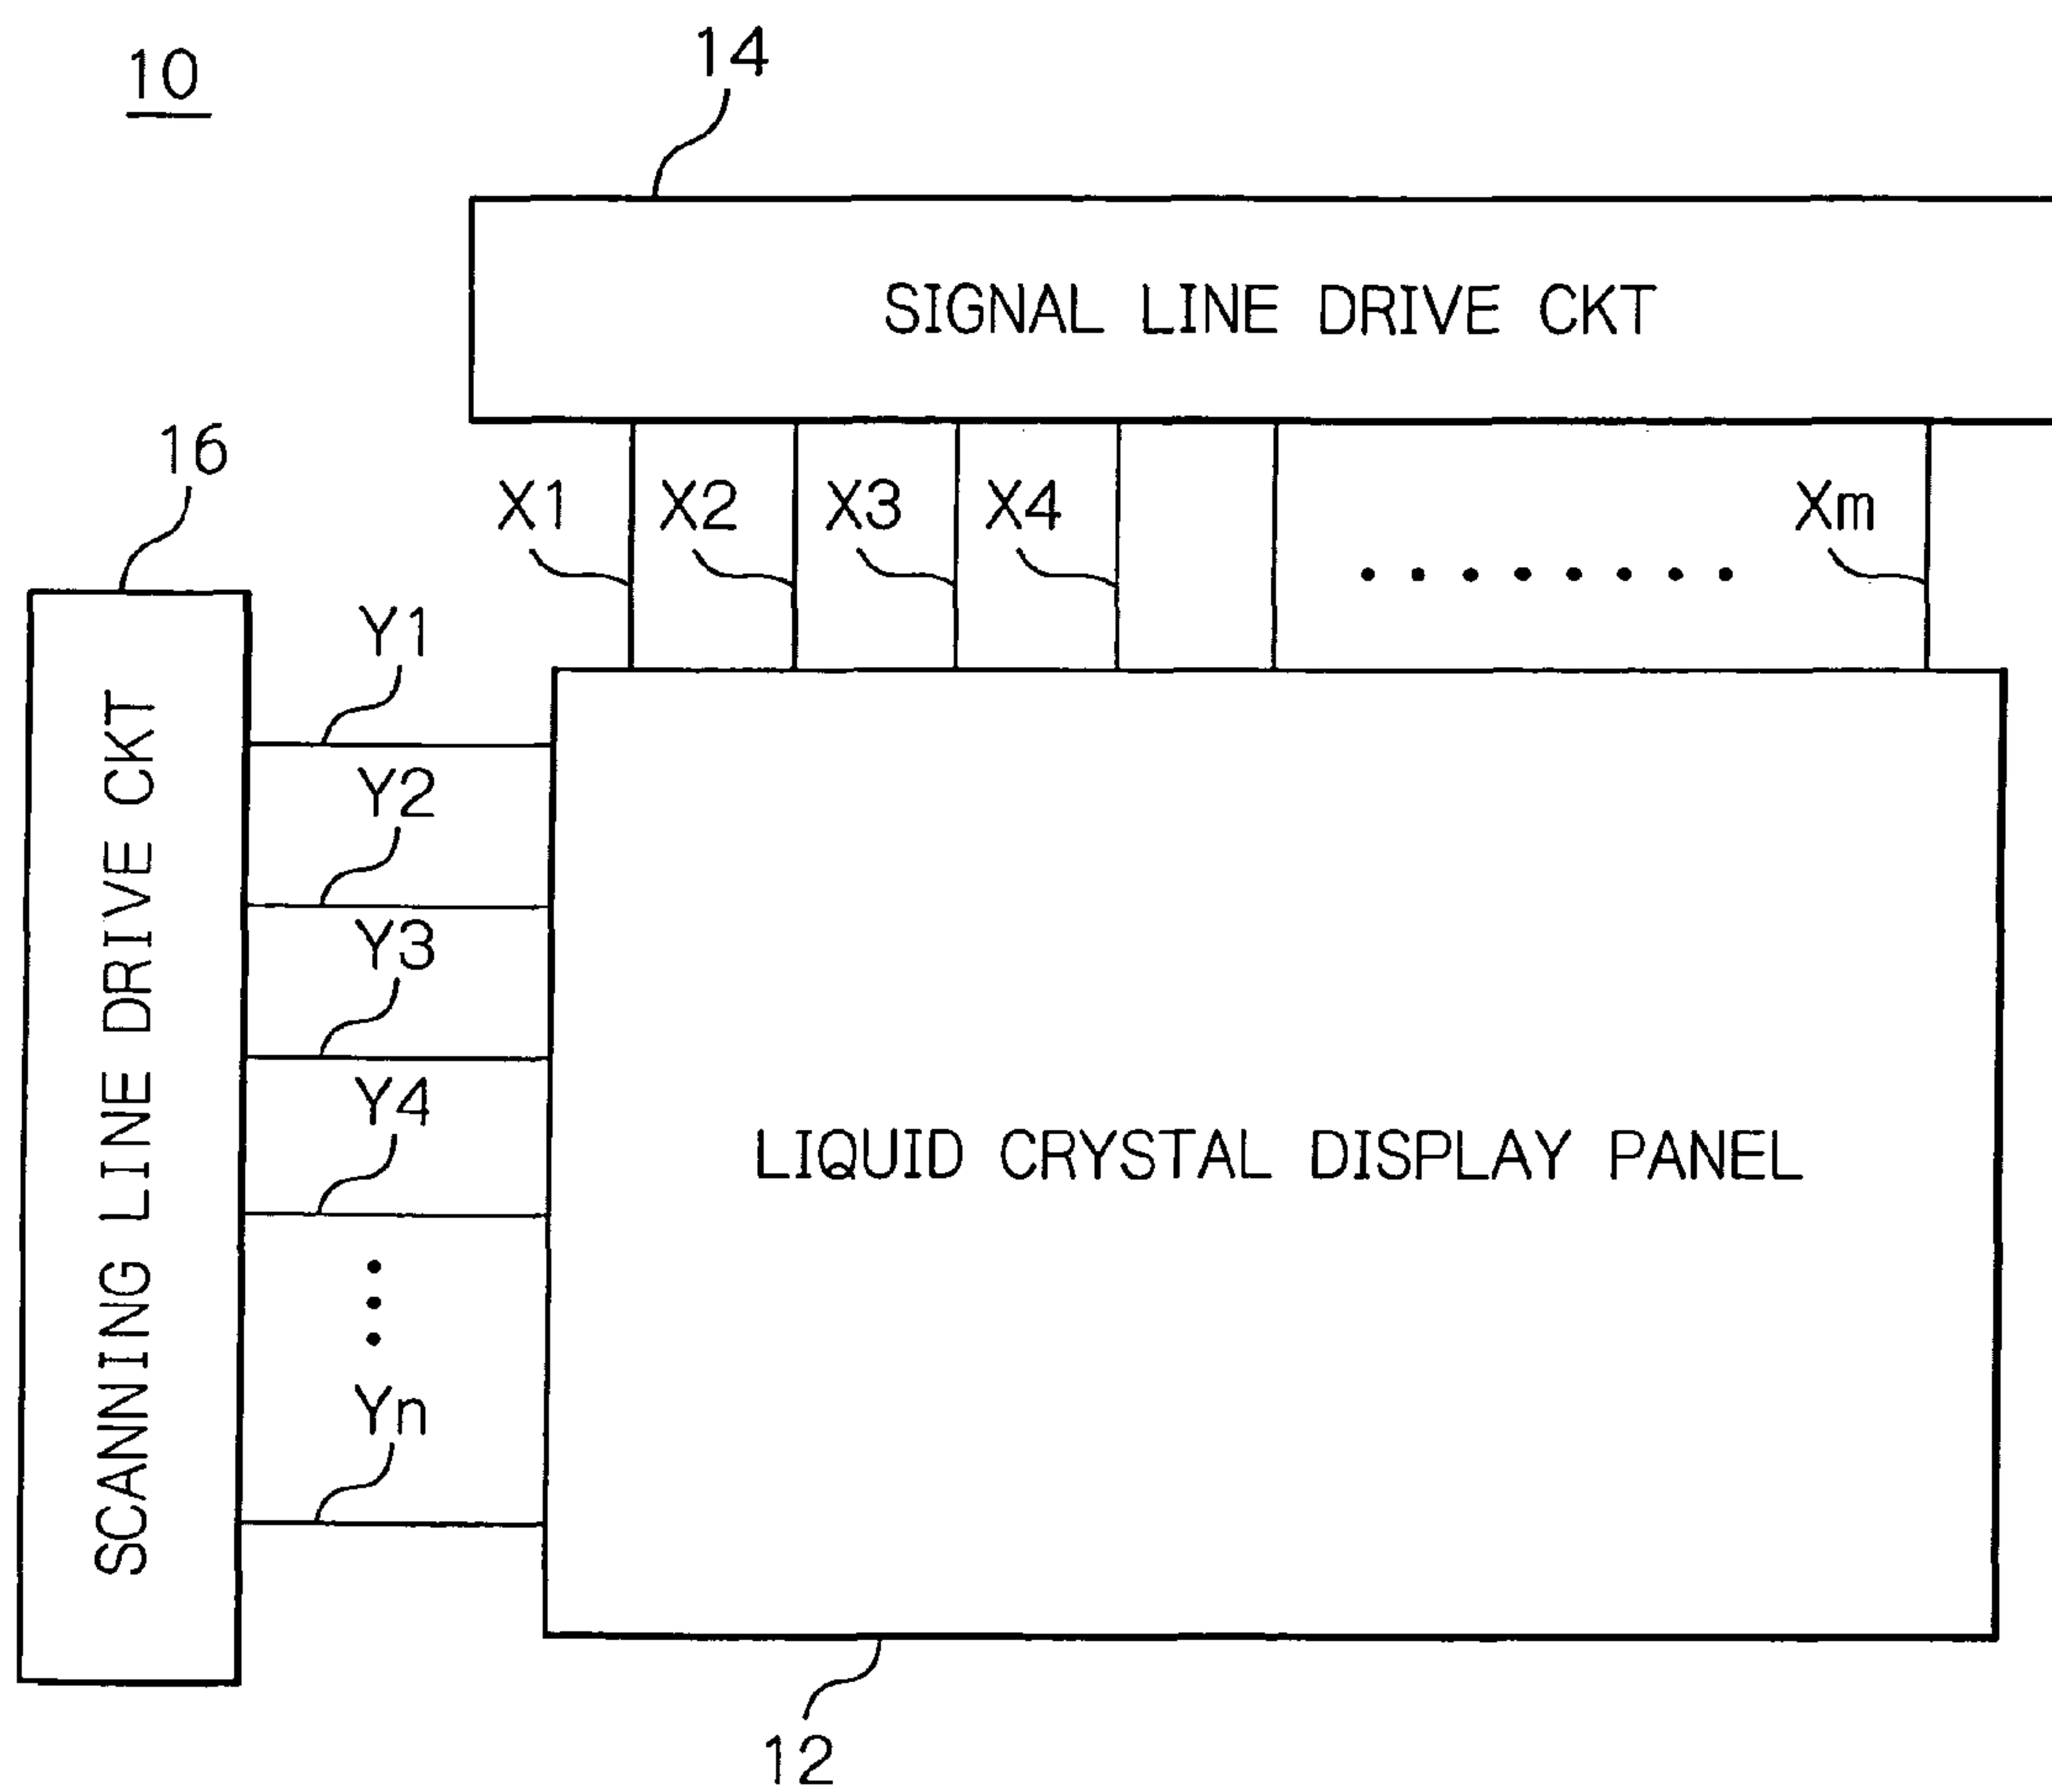 10
14
SIGNAL LINE DRIVE CKT
16
X1 X2 X3 X4 Xm
Y1
Y2
Y3
Y4
Yn
SCANNING LINE DRIVE CKT
LIQUID CRYSTAL DISPLAY PANEL
12